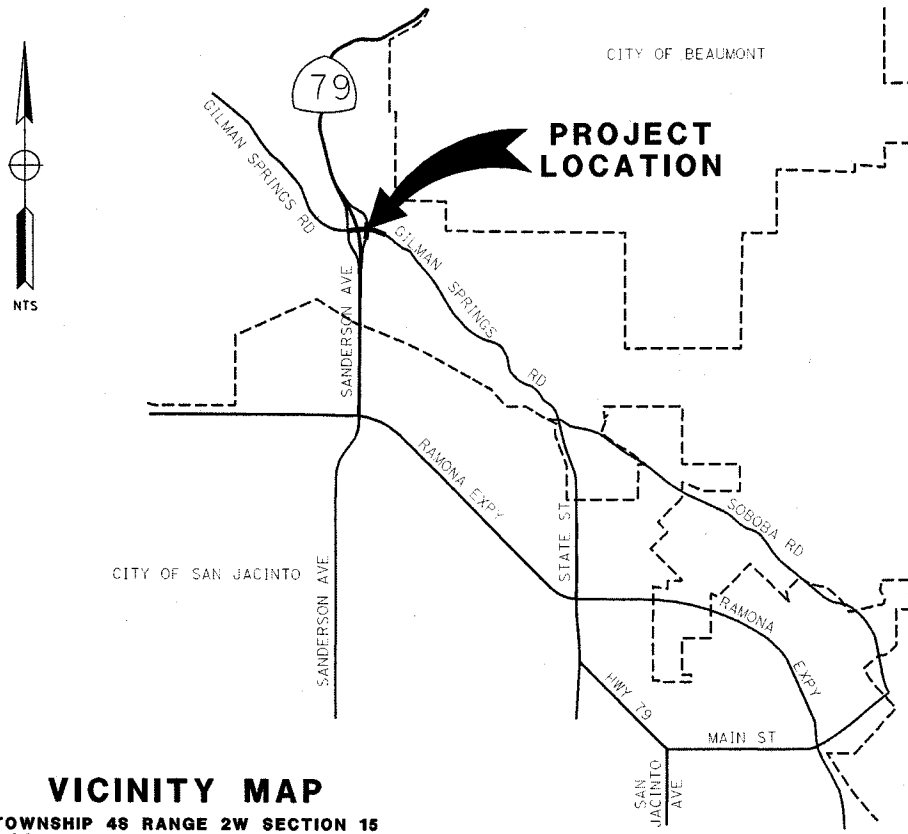 CITY OF BEAUMONT
79
GILMAN SPRINGS RD
PROJECT
LOCATION
NTS
GILMAN SPRINGS RD
SANDERSON AVE
RAMONA EXPY
STATE ST
SOBOBA RD
CITY OF SAN JACINTO
SANDERSON AVE
RAMONA EXPY
HWY 79
MAIN ST
SAN
JACINTO
AVE
VICINITY MAP
TOWNSHIP 4S RANGE 2W SECTION 15